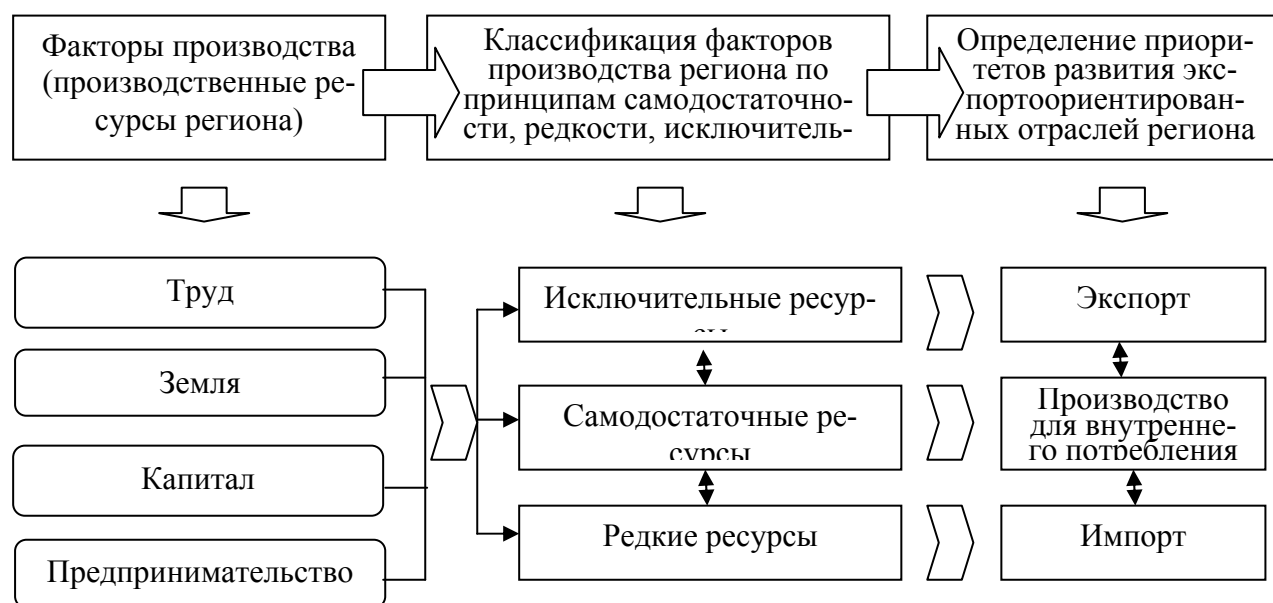 Факторы производства
(производственные ре-
сурсы региона)
Классификация факторов
производства региона по
принципам самодостаточно-
сти, редкости, исключитель-
Определение приори-
тетов развития экс-
портоориентирован-
ных отраслей региона
Труд
Земля
Капитал
Предпринимательство
Исключительные ресур-
сы
Самодостаточные ре-
сурсы
Редкие ресурсы
Экспорт
Производство
для внутренне-
го потребления
Импорт